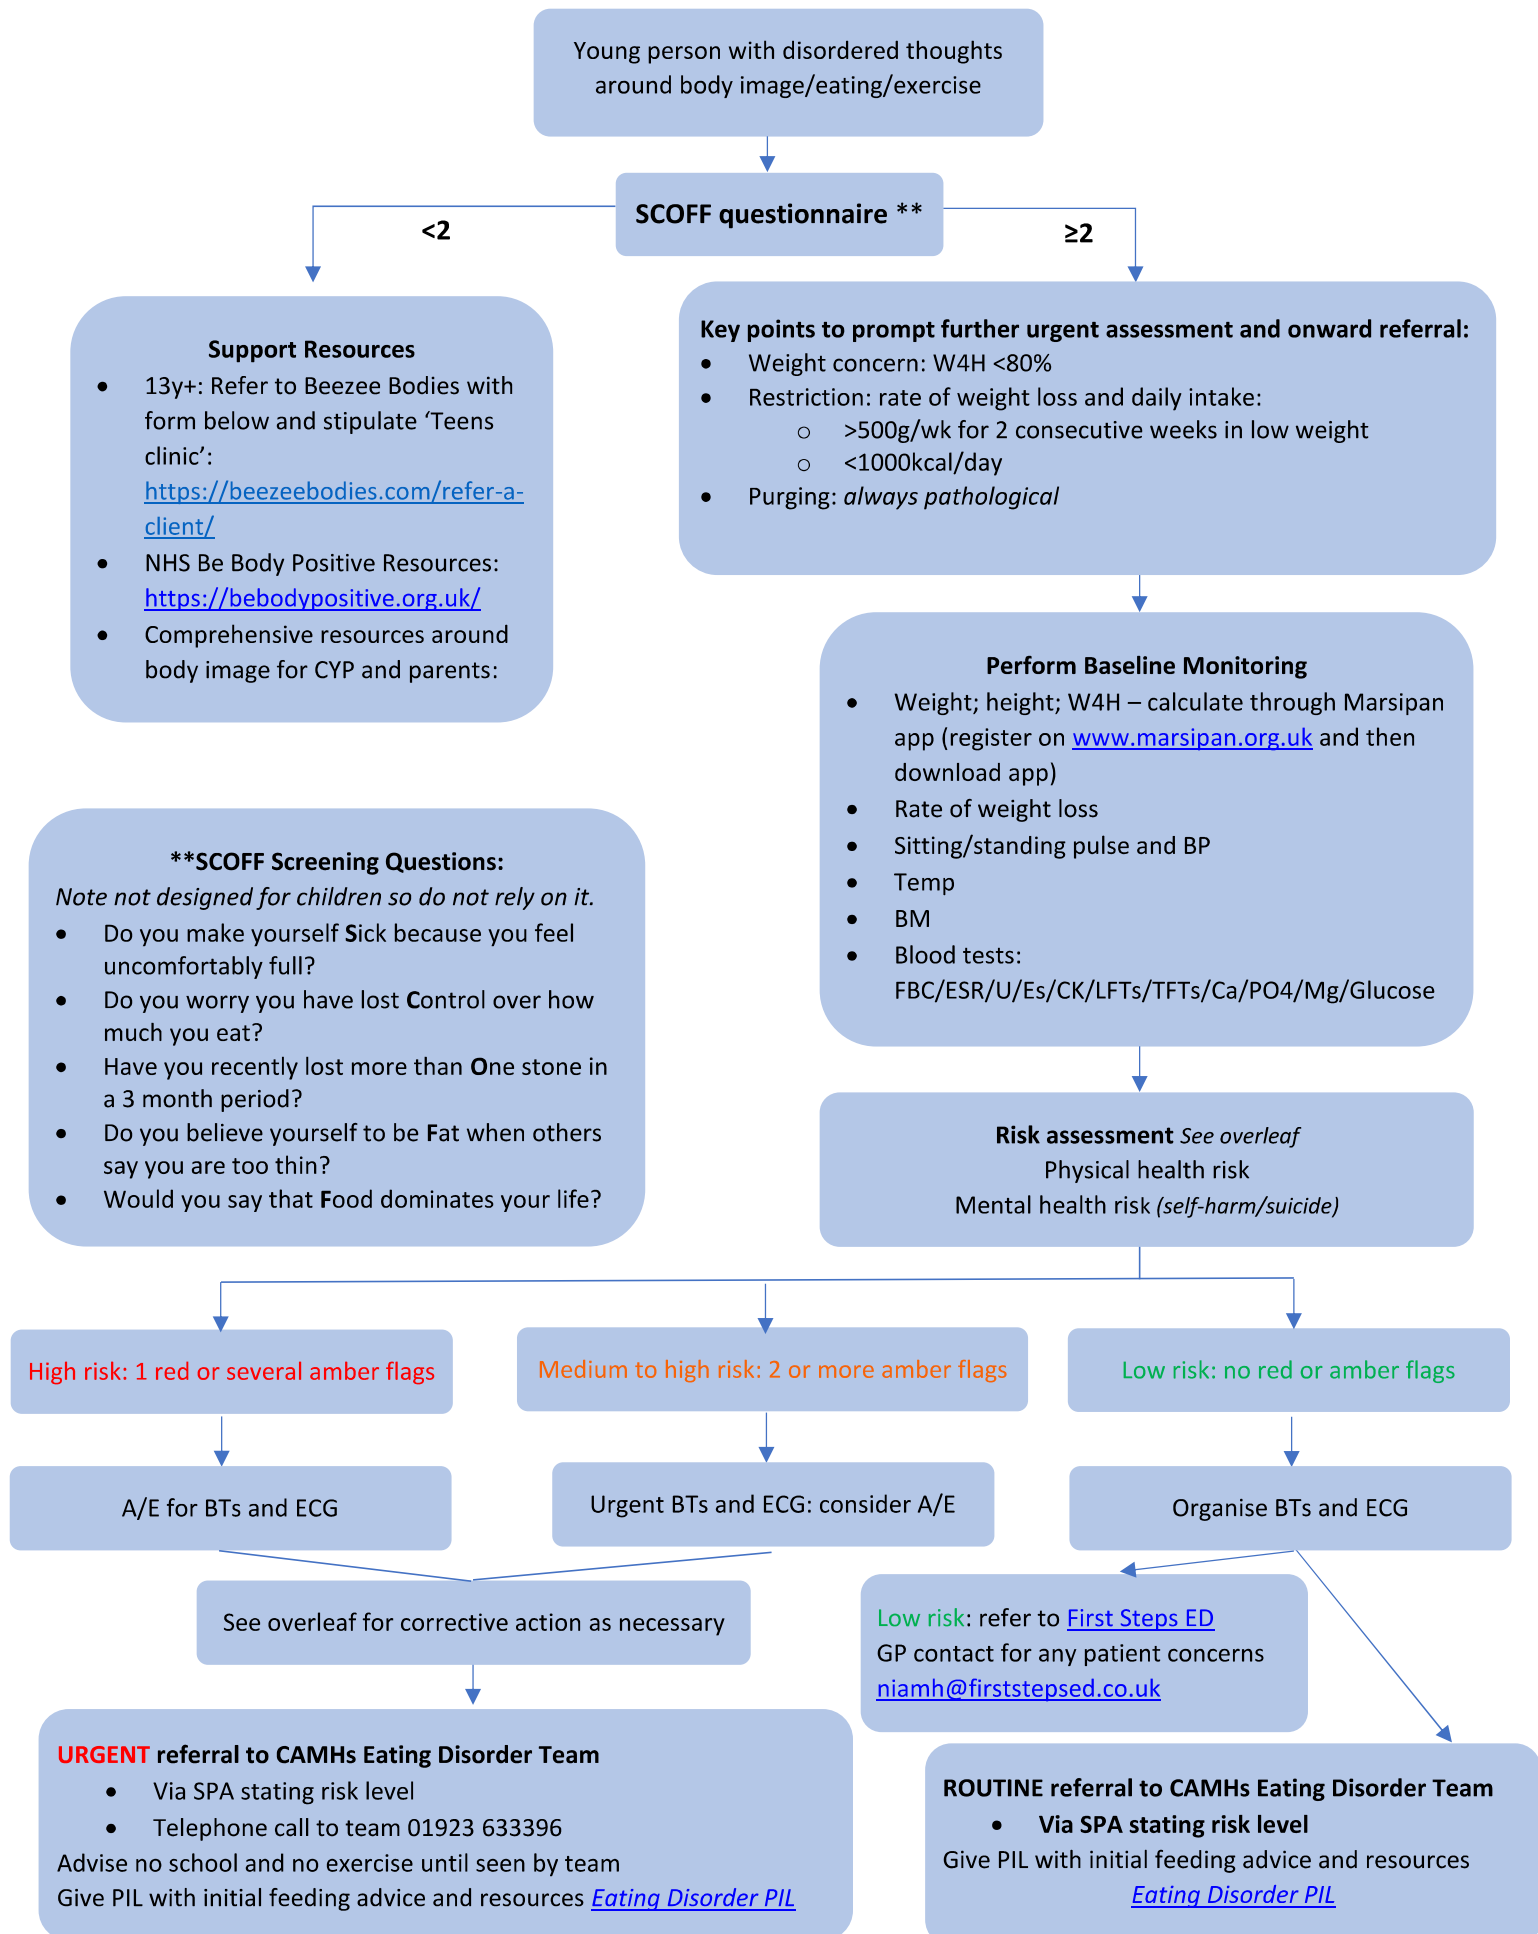 Young person with disordered thoughts
around body image/eating/exercise
SCOFF questionnaire **
<2
≥2
Support Resources
• 13y+: Refer to Beezee Bodies with
form below and stipulate ‘Teens
clinic’:
https://beezeebodies.com/refer-a-
client/
• NHS Be Body Positive Resources:
https://bebodypositive.org.uk/
• Comprehensive resources around
body image for CYP and parents:
Key points to prompt further urgent assessment and onward referral:
• Weight concern: W4H <80%
• Restriction: rate of weight loss and daily intake:
o >500g/wk for 2 consecutive weeks in low weight
o <1000kcal/day
• Purging: always pathological
Perform Baseline Monitoring
• Weight; height; W4H – calculate through Marsipan
app (register on www.marsipan.org.uk and then
download app)
• Rate of weight loss
• Sitting/standing pulse and BP
• Temp
• BM
• Blood tests:
FBC/ESR/U/Es/CK/LFTs/TFTs/Ca/PO4/Mg/Glucose
**SCOFF Screening Questions:
Note not designed for children so do not rely on it.
• Do you make yourself Sick because you feel
uncomfortably full?
• Do you worry you have lost Control over how
much you eat?
• Have you recently lost more than One stone in
a 3 month period?
• Do you believe yourself to be Fat when others
say you are too thin?
• Would you say that Food dominates your life?
Risk assessment See overleaf
Physical health risk
Mental health risk (self-harm/suicide)
High risk: 1 red or several amber flags
Medium to high risk: 2 or more amber flags
Low risk: no red or amber flags
A/E for BTs and ECG
Urgent BTs and ECG: consider A/E
Organise BTs and ECG
See overleaf for corrective action as necessary
Low risk: refer to First Steps ED
GP contact for any patient concerns
niamh@firststepsed.co.uk
URGENT referral to CAMHs Eating Disorder Team
• Via SPA stating risk level
• Telephone call to team 01923 633396
Advise no school and no exercise until seen by team
Give PIL with initial feeding advice and resources Eating Disorder PIL
ROUTINE referral to CAMHs Eating Disorder Team
• Via SPA stating risk level
Give PIL with initial feeding advice and resources
Eating Disorder PIL